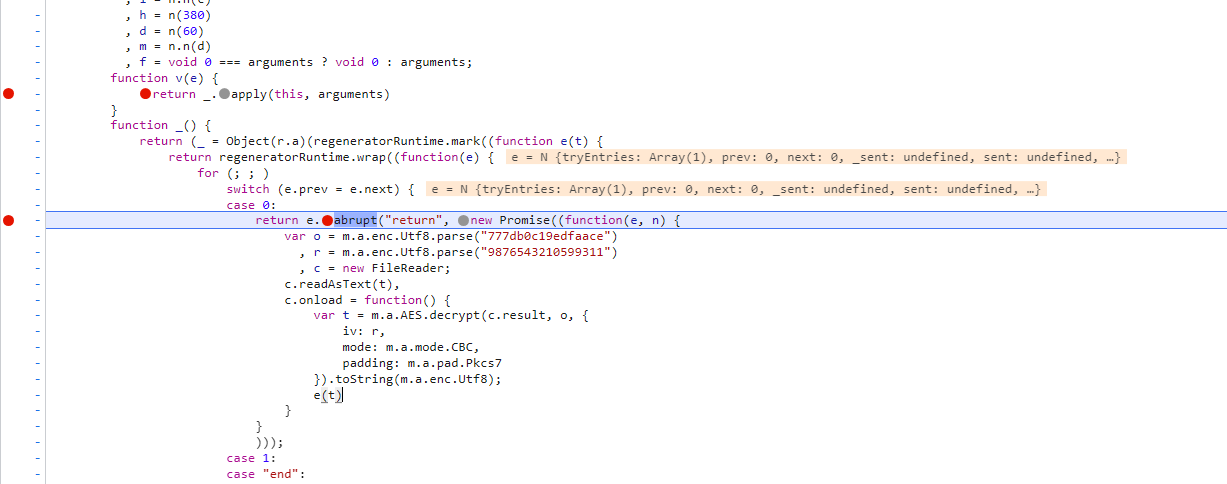 , h = n(380)
, d = n(60)
, m = n.n(d)
, f = void 0 === arguments ? void 0 : arguments;
function v(e) {
return _.apply(this, arguments)
}
function _() {
return (_ = Object(r.a)(regeneratorRuntime.mark((function e(t) {
return regeneratorRuntime.wrap((function(e) { e = N {tryEntries: Array(1), prev: 0, next: 0, _sent: undefined, sent: undefined, …}
for (; ; )
switch (e.prev = e.next) { e = N {tryEntries: Array(1), prev: 0, next: 0, _sent: undefined, sent: undefined, …}
case 0:
return e.abrupt("return", new Promise((function(e, n) {
var o = m.a.enc.Utf8.parse("777db0c19edfaace")
, r = m.a.enc.Utf8.parse("9876543210599311")
, c = new FileReader;
c.readAsText(t),
c.onload = function() {
var t = m.a.AES.decrypt(c.result, o, {
iv: r,
mode: m.a.mode.CBC,
padding: m.a.pad.Pkcs7
}).toString(m.a.enc.Utf8);
e(t)
}
}
)));
case 1:
case "end":